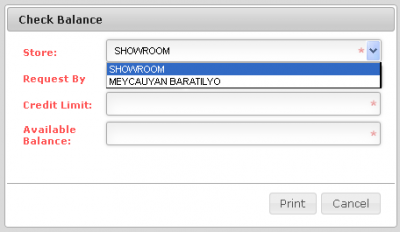 Check Balance
Store: SHOWROOM *
SHOWROOM
Request By MEYCAUYAN BARATILYO
Credit Limit: *
Available
Balance: *
Print Cancel